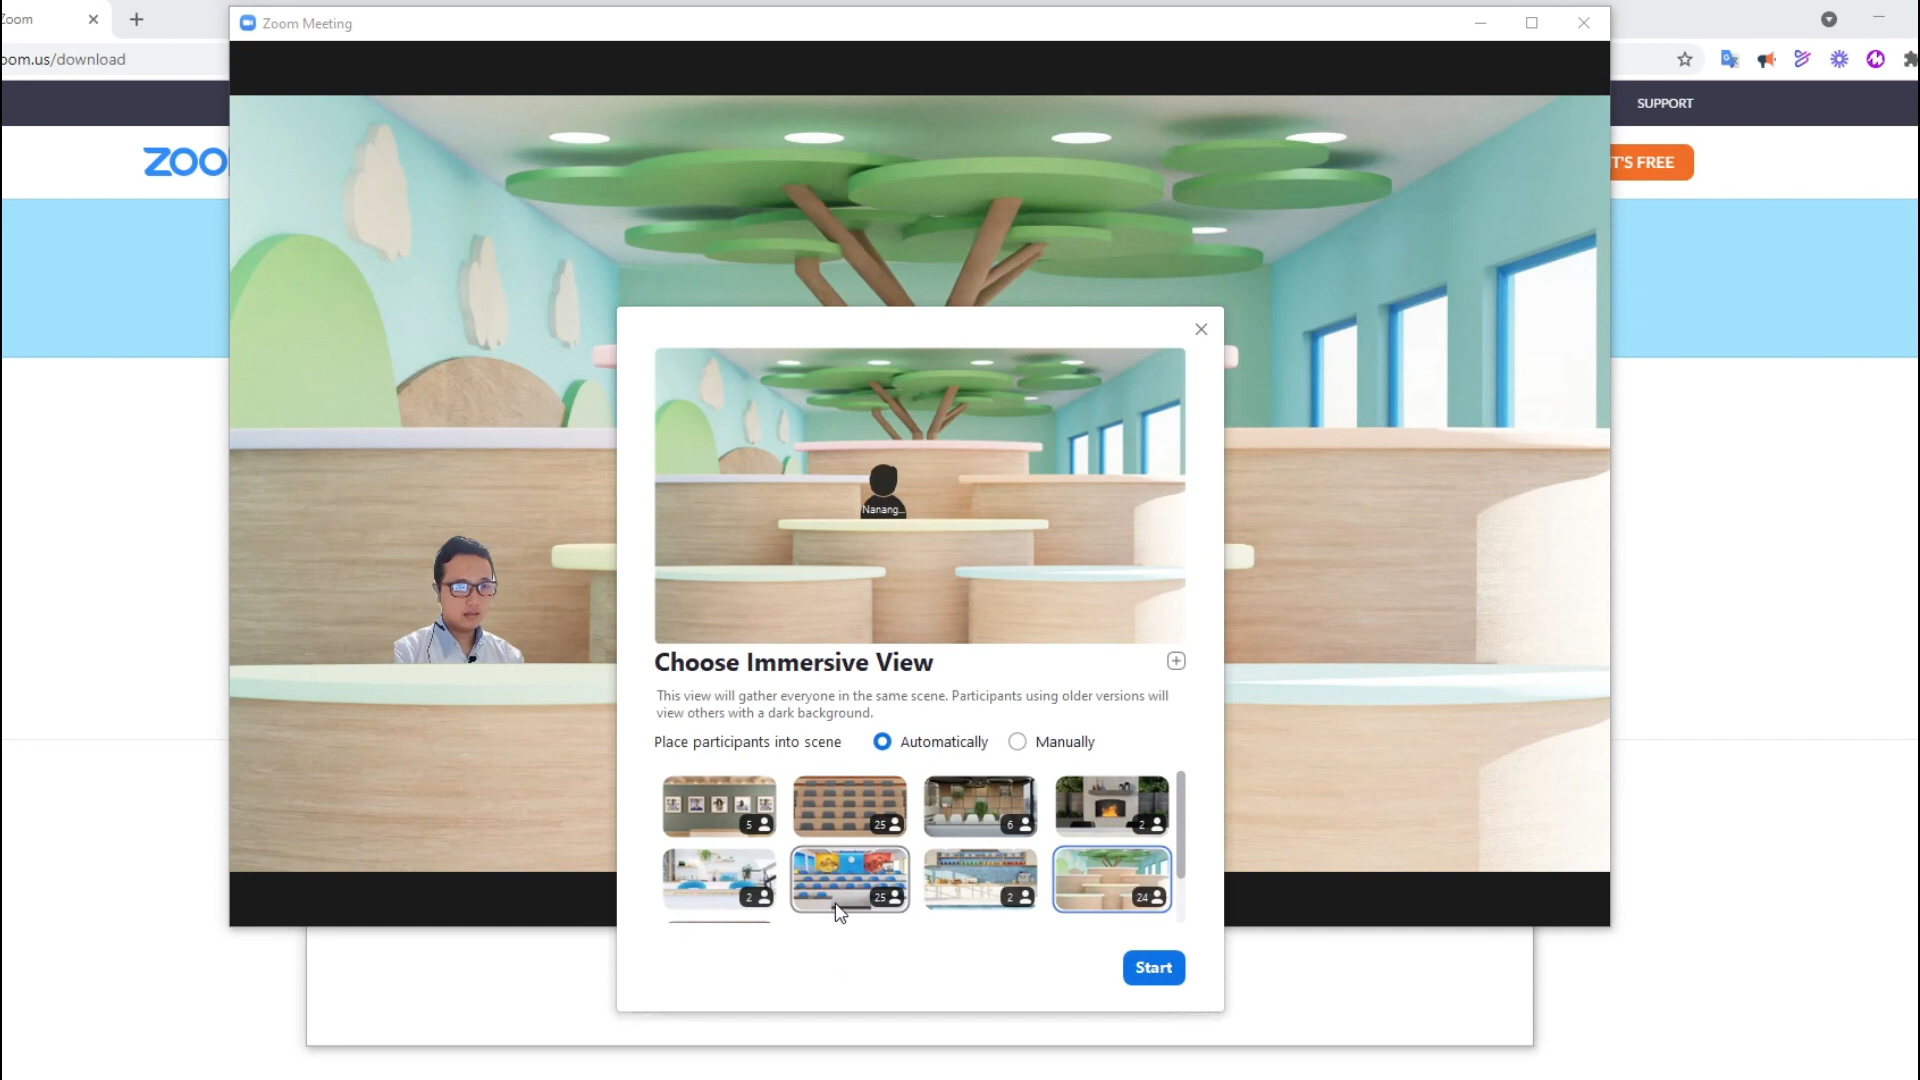 Zoom
Zoom Meeting
oom.us/download
SUPPORT
ZOO
T'S FREE
Nanang...
Choose Immersive View
This view will gather everyone in the same scene. Participants using older versions will
view others with a dark background.
Place participants into scene
Automatically
Manually
5
25
6
2
2
25
2
24
Start